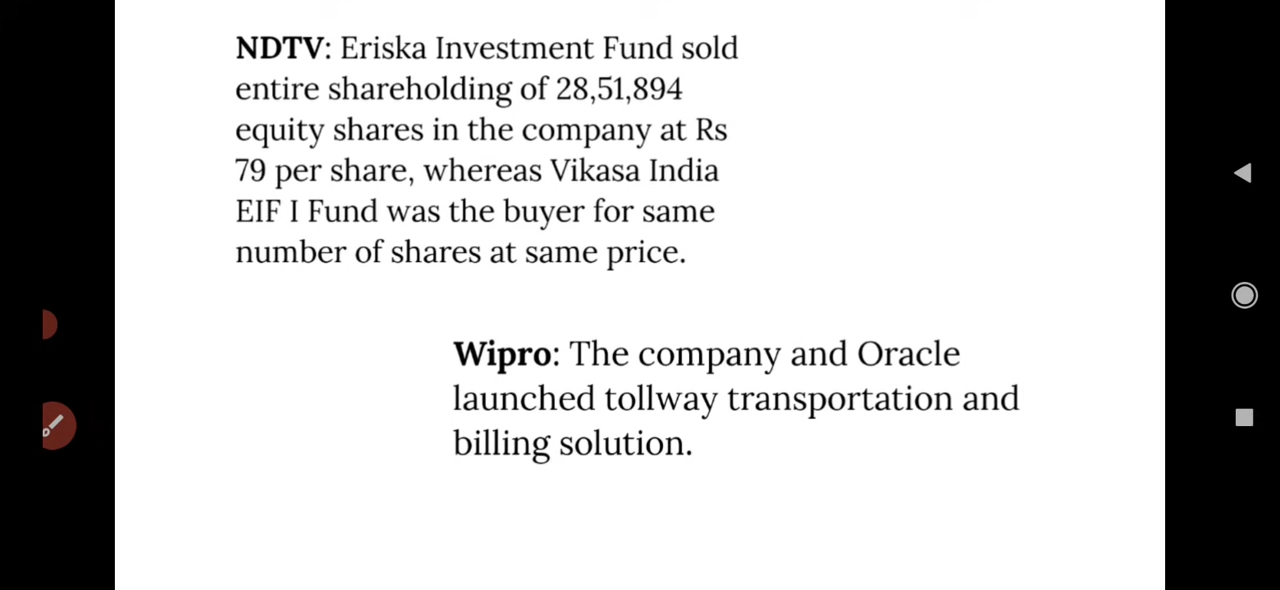 NDTV: Eriska Investment Fund sold
entire shareholding of 28,51,894
equity shares in the company at Rs
79 per share, whereas Vikasa India
EIF I Fund was the buyer for same
number of shares at same price.
Wipro: The company and Oracle
launched tollway transportation and
billing solution.